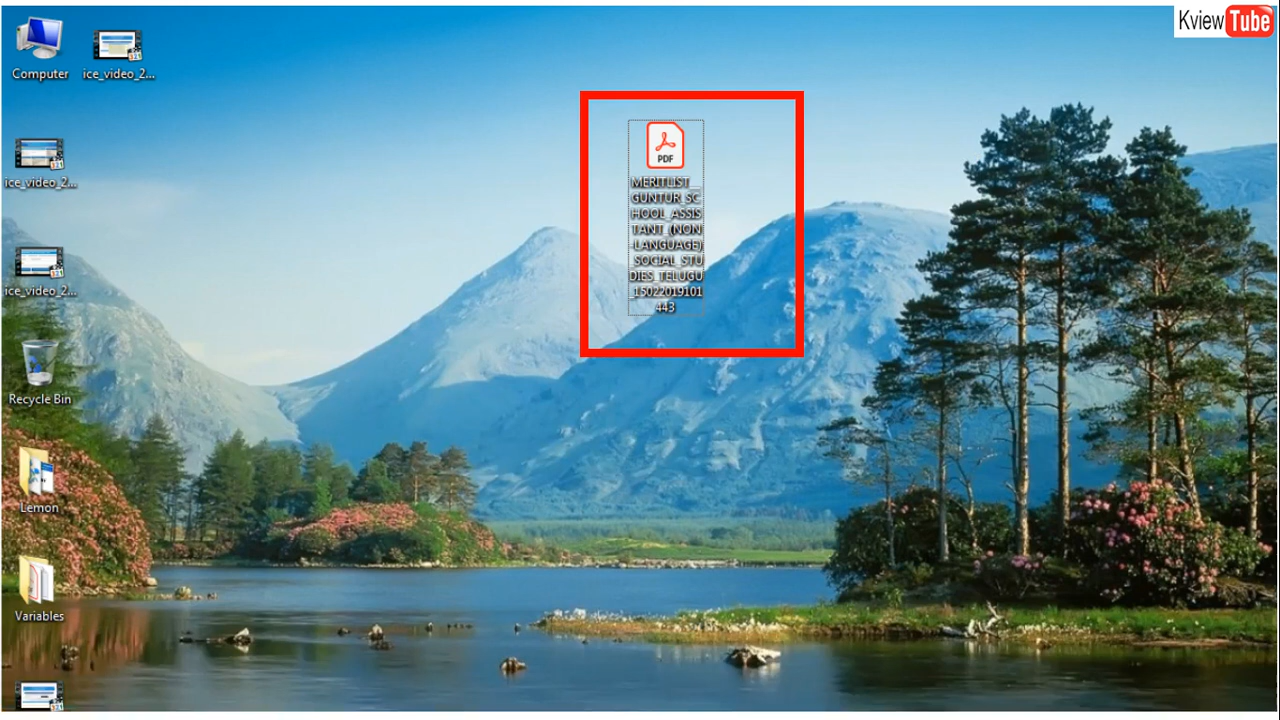 Kview Tube
Computer
ice_video_2...
ice_video_2...
ice_video_2...
Recycle Bin
Lemon
Variables
PDF
MERITLIST_
GUNTUR_SC
HOOL_ASSIS
TANT_(NON
-LANGUAGE)
_SOCIAL_STU
DIES_TELUGU
_15022019101
443